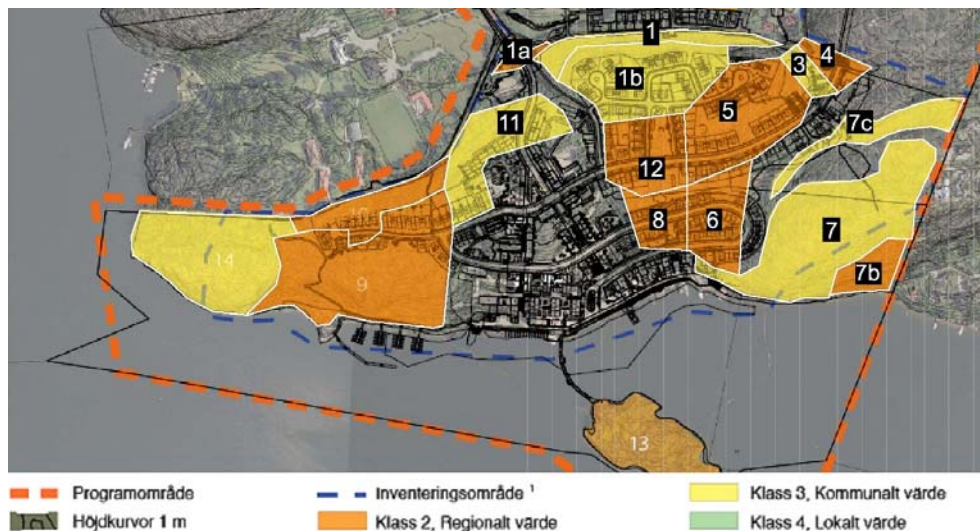 1
1a
3
4
1b
5
11
7c
12
8
6
7
14
9
7b
13
Programområde
Inventeringsområde ¹
Klass 3, Kommunalt värde
Höjdkurvor 1 m
Klass 2, Regionalt värde
Klass 4, Lokalt värde